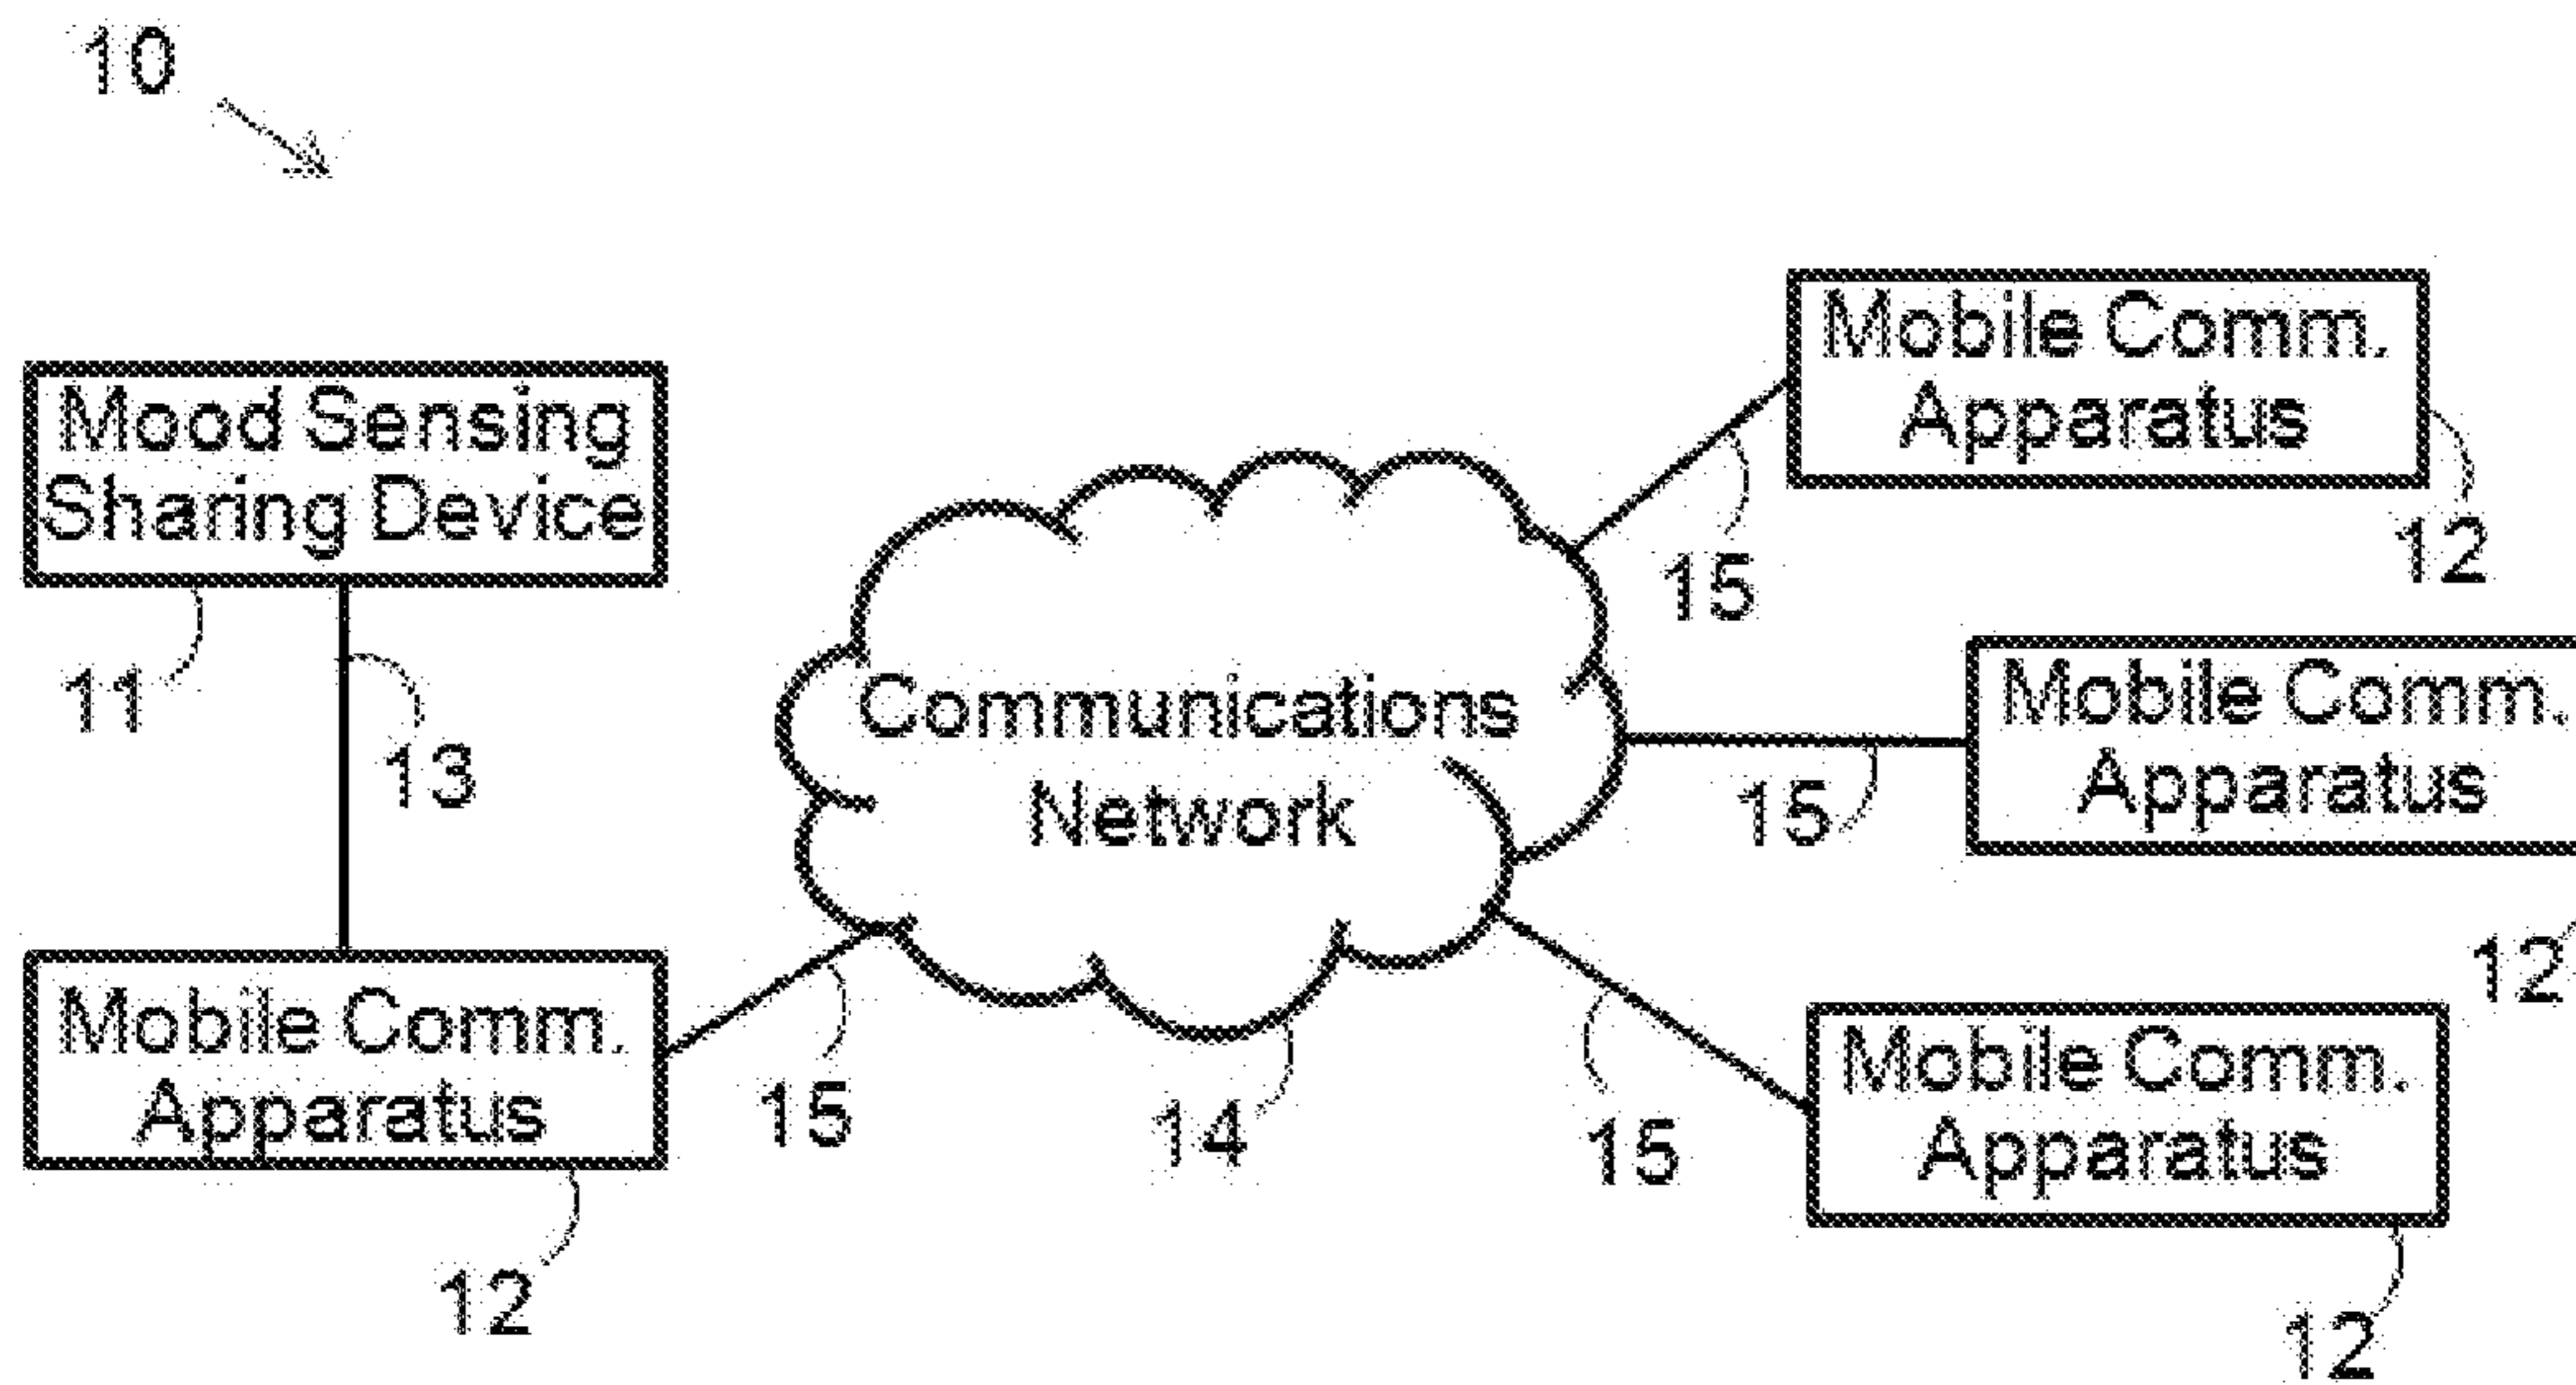 10
Mood Sensing
Sharing Device
11
13
Mobile Comm.
Apparatus
12
15
Communications
Network
14
Mobile Comm.
Apparatus
12
15
Mobile Comm.
Apparatus
12
15
Mobile Comm.
Apparatus
12
15